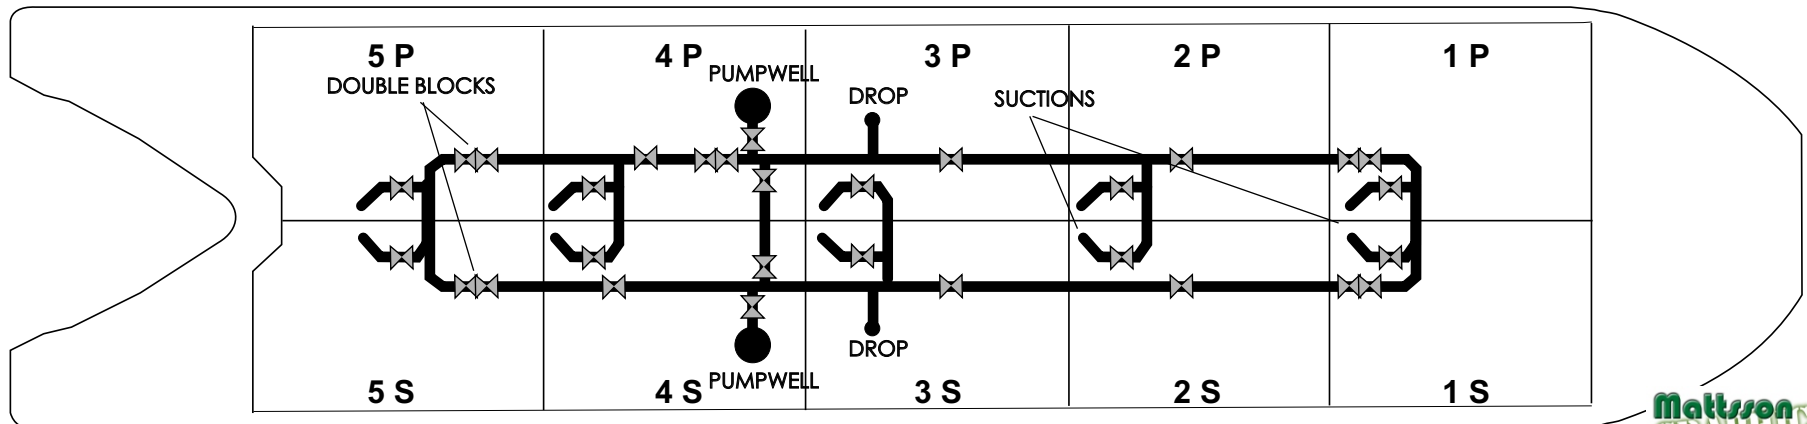 5 P
4 P
3 P
2 P
1 P
DOUBLE BLOCKS
PUMPWELL
DROP
SUCTIONS
DROP
PUMPWELL
5 S
4 S
3 S
2 S
1 S
Mattsson